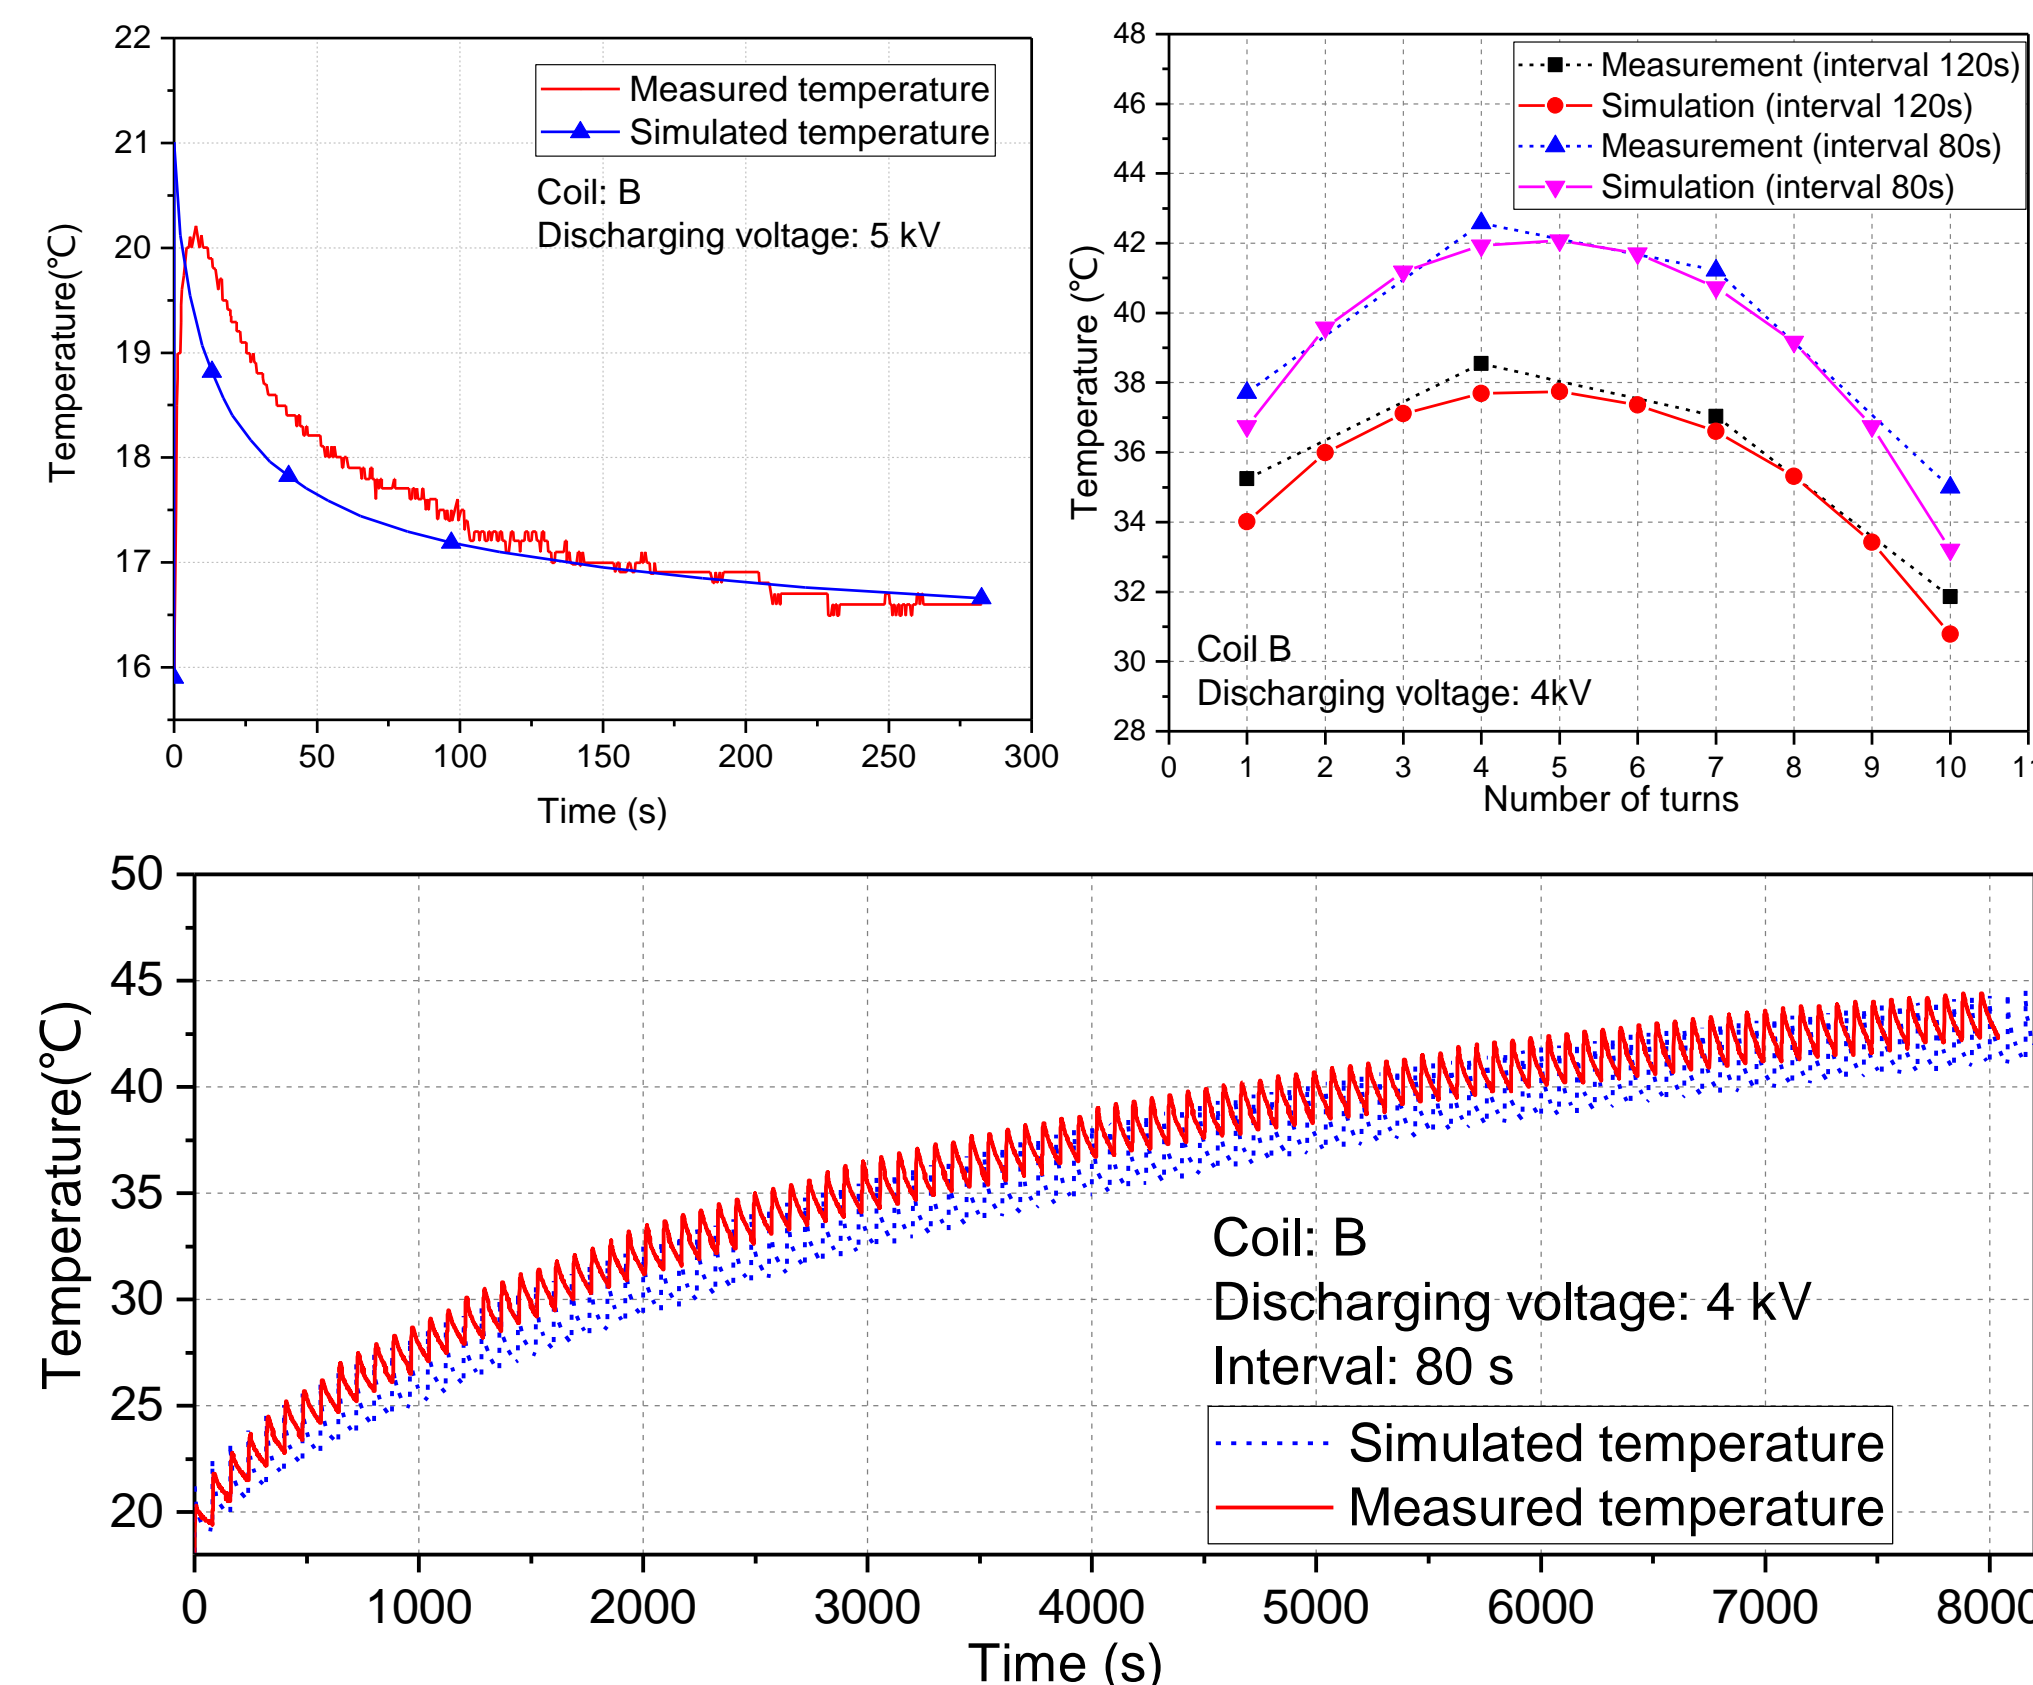 22
21
20
19
18
17
16
Temperature(℃)
Measured temperature
Simulated temperature
Coil: B
Discharging voltage: 5 kV
0 50 100 150 200 250 300
Time (s)
48
46
44
42
40
38
36
34
32
30
28
Temperature (℃)
Measurement (interval 120s)
Simulation (interval 120s)
Measurement (interval 80s)
Simulation (interval 80s)
Coil B
Discharging voltage: 4kV
0 1 2 3 4 5 6 7 8 9 10 11
Number of turns
50
45
40
35
30
25
20
Temperature(℃)
Coil: B
Discharging voltage: 4 kV
Interval: 80 s
Simulated temperature
Measured temperature
0 1000 2000 3000 4000 5000 6000 7000 8000
Time (s)